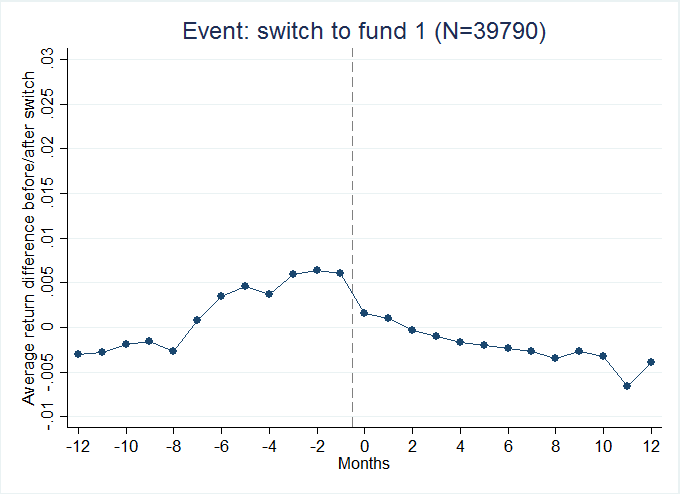 Event: switch to fund 1 (N=39790)
Average return difference before/after switch
.03
.025
.02
.015
.01
.005
0
-.005
-.01
-12 -10 -8 -6 -4 -2 0 2 4 6 8 10 12
Months